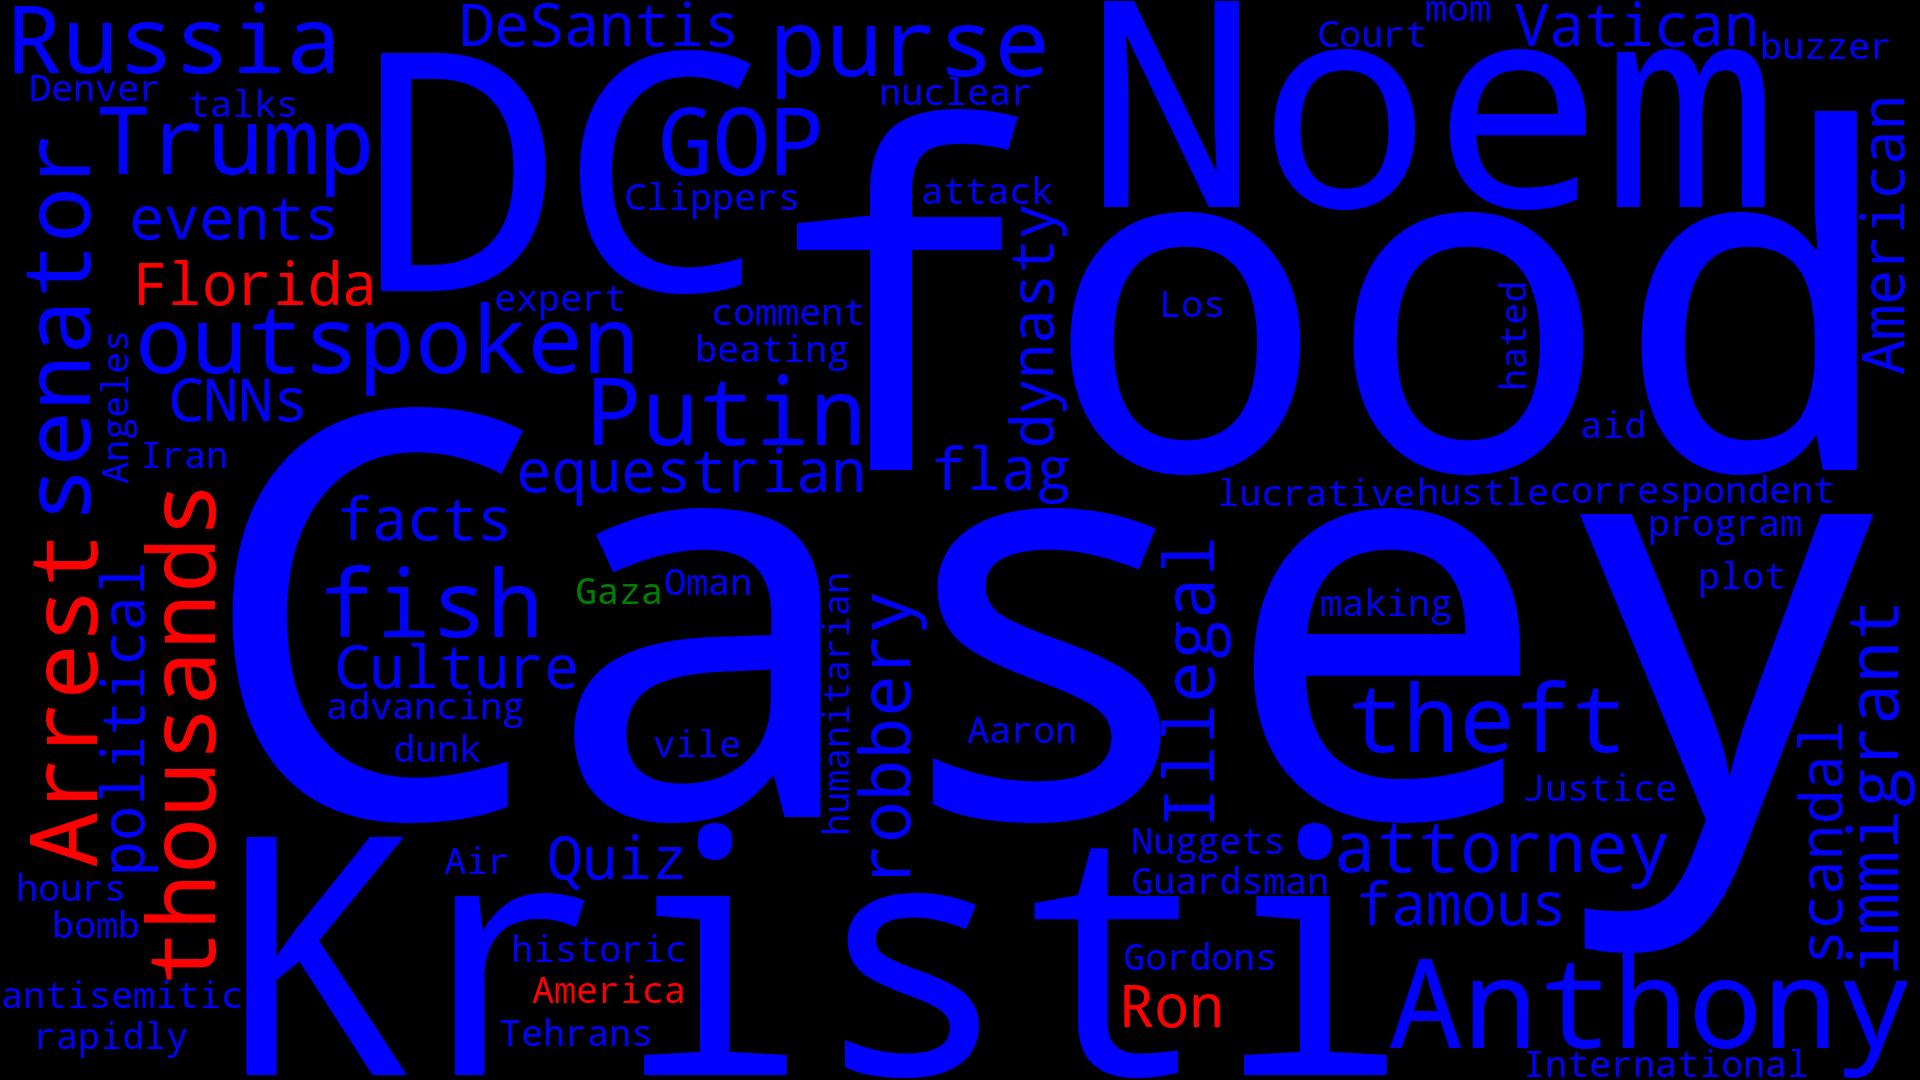 Russia
DeSantis
purse
Noem
Court
mom
Vatican
buzzer
Denver
talks
DC
nuclear
Trump
GOP
food
American
senator
events
Clippers
attack
dynasty
Florida
expert
comment
Los
hated
outspoken
beating
Angeles
CNNs
Putin
aid
Iran
equestrian
flag
lucrative
hustle
correspondent
Casey
thousands
facts
program
Arrest
political
fish
Gaza
Oman
humanitarian
robbery
Illegal
making
plot
immigrant
Culture
advancing
theft
dunk
vile
Aaron
scandal
Justice
Kristi
Air
Quiz
Nuggets
attorney
hours
Guardsman
famous
bomb
historic
Gordons
antisemitic
America
Ron
Anthony
rapidly
Tehrans
International